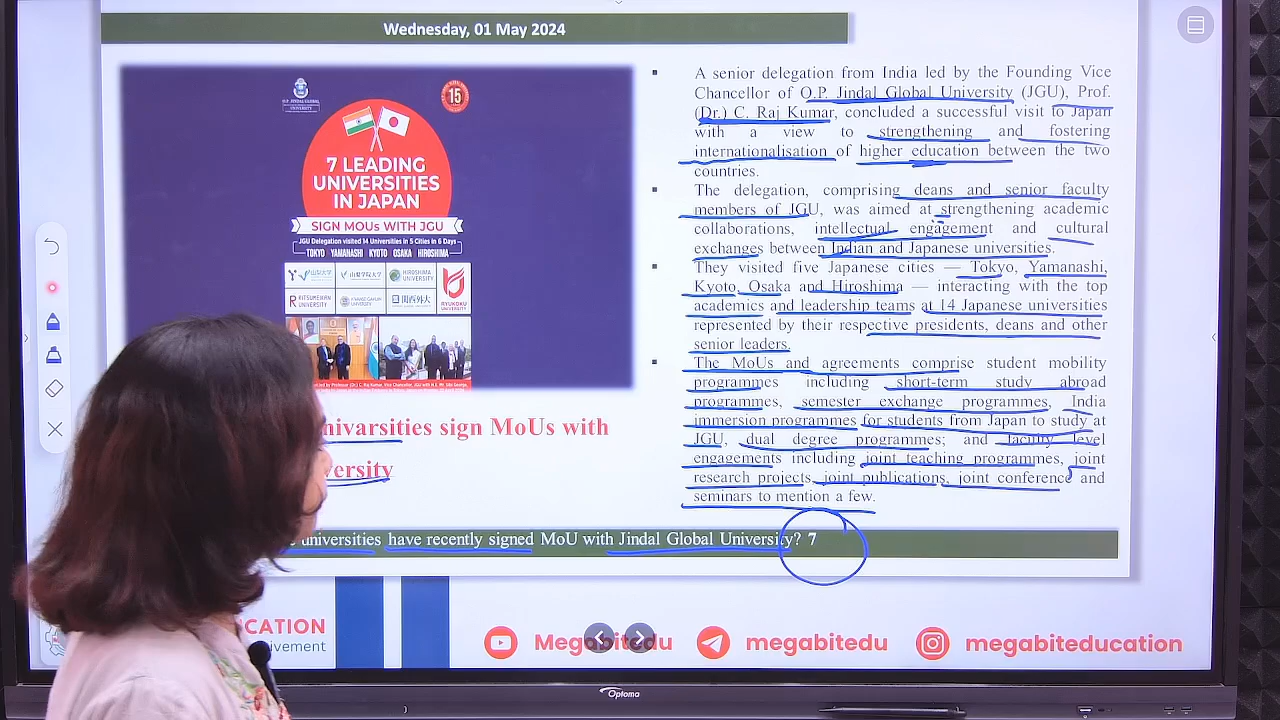 Wednesday, 01 May 2024
15
7 LEADING
UNIVERSITIES
IN JAPAN
SIGN MOUs WITH JGU
JGU Delegation visited 14 Universities in 5 Cities in 6 Days
TOKYO YAMANASHI KYOTO OSAKA HIROSHIMA
HIROSHIMA
UNIVERSITY
RITSUMEIKAN
UNIVERSITY
RYUKOKU
UNIVERSITY
nivarsities sign MoUs with
versity
A senior delegation from India led by the Founding Vice
Chancellor of O.P. Jindal Global University (JGU), Prof.
(Dr.) C. Raj Kumar, concluded a successful visit to Japan
with a view to strengthening and fostering
internationalisation of higher education between the two
countries.
The delegation, comprising deans and senior faculty
members of JGU, was aimed at strengthening academic
collaborations, intellectual engagement and cultural
exchanges between Indian and Japanese universities.
They visited five Japanese cities — Tokyo, Yamanashi,
Kyoto, Osaka and Hiroshima — interacting with the top
academics and leadership teams at 14 Japanese universities
represented by their respective presidents, deans and other
senior leaders.
The MoUs and agreements comprise student mobility
programmes including short-term study abroad
programmes, semester exchange programmes, India
immersion programmes for students from Japan to study at
JGU, dual degree programmes; and faculty level
engagements including joint teaching programmes, joint
research projects, joint publications, joint conference and
seminars to mention a few.
universities have recently signed MoU with Jindal Global University? 7
CATION
ivement
Megabitedu
megabitedu
megabiteducation
Optoma